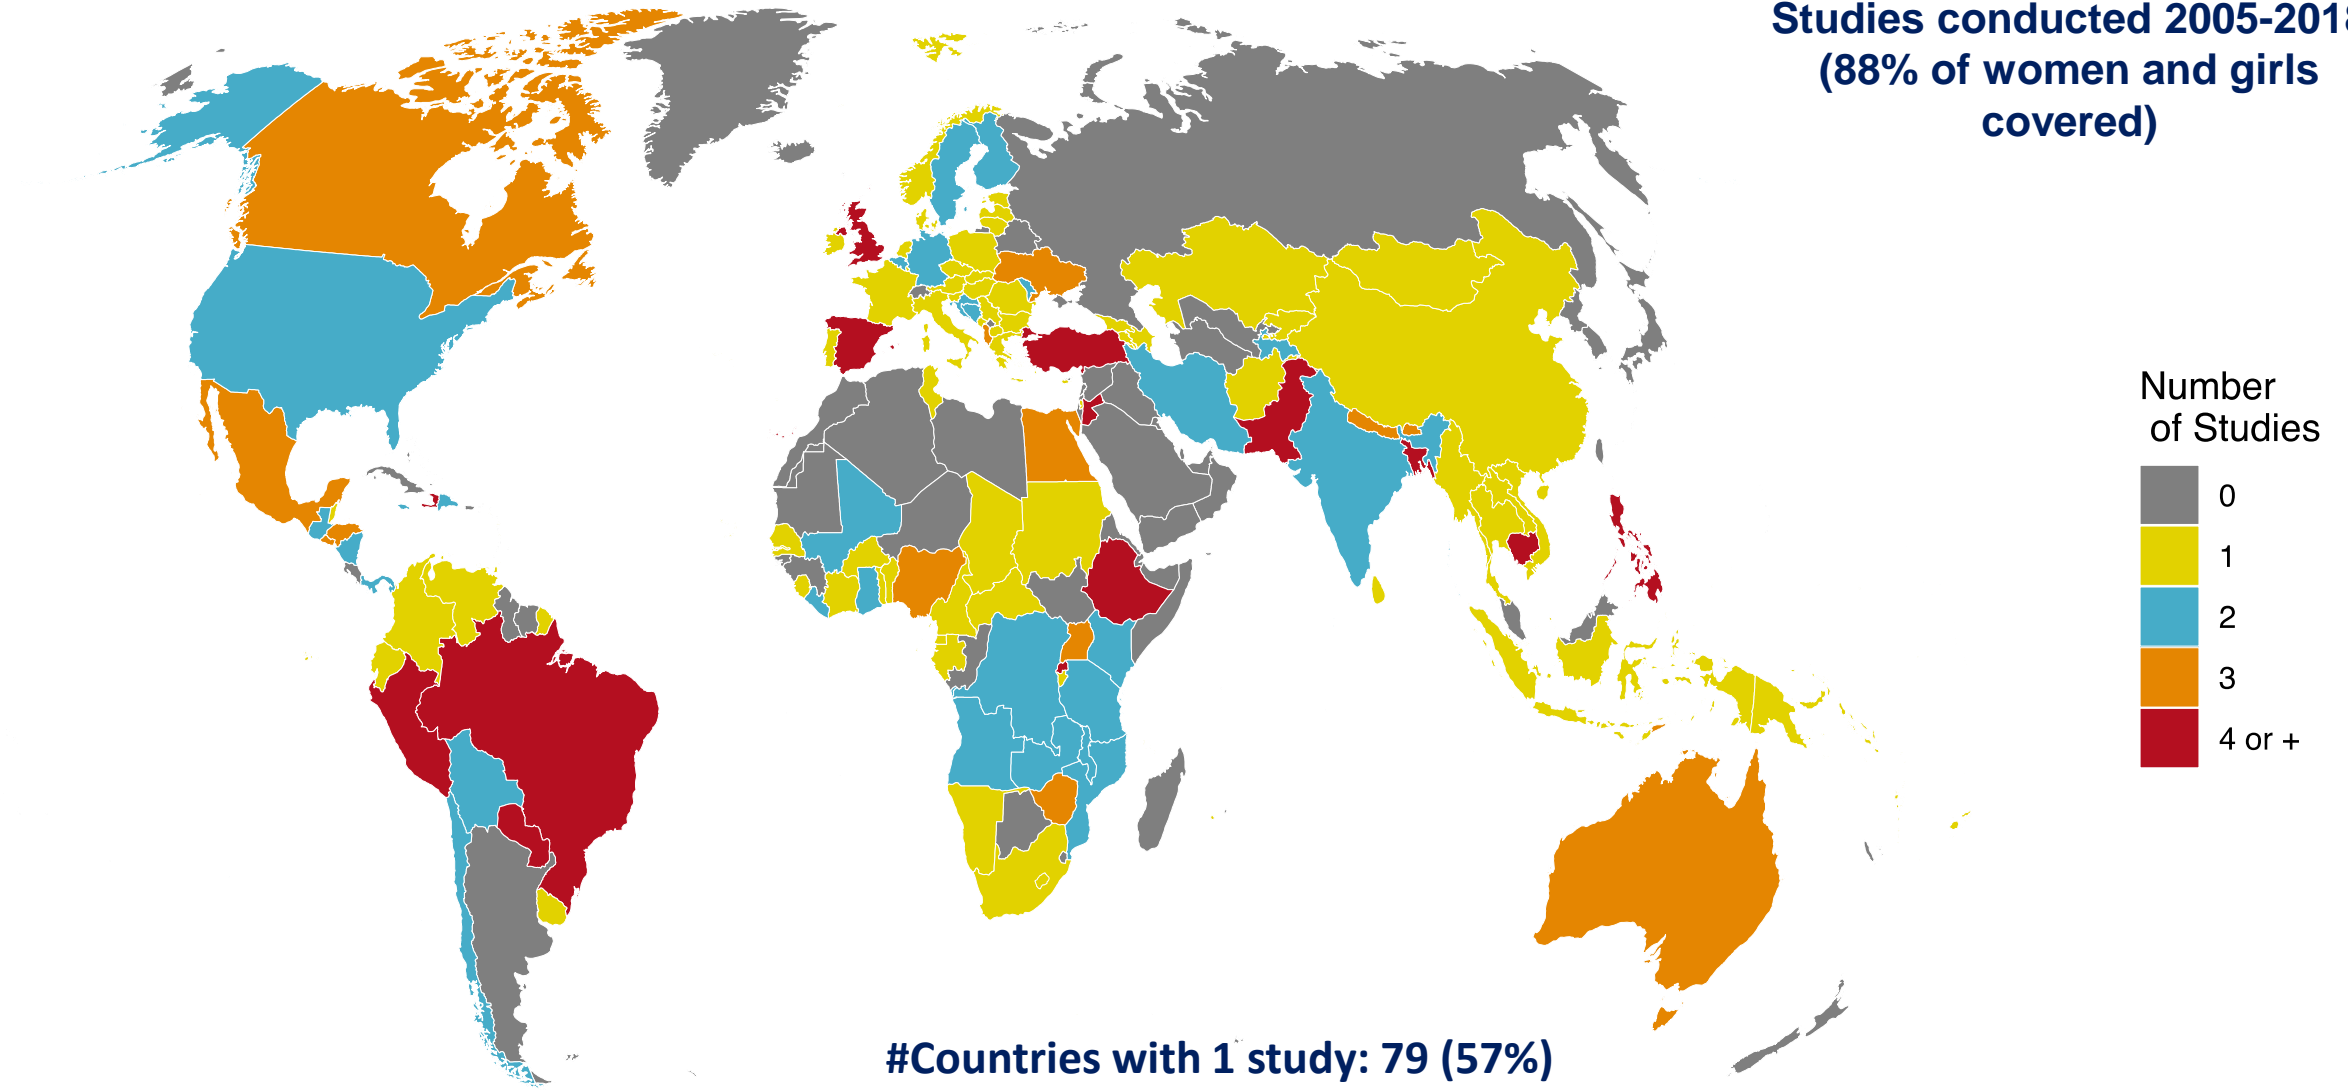 Studies conducted 2005-2018
(88% of women and girls
covered)
Number
of Studies
0
1
2
3
4 or +
#Countries with 1 study: 79 (57%)